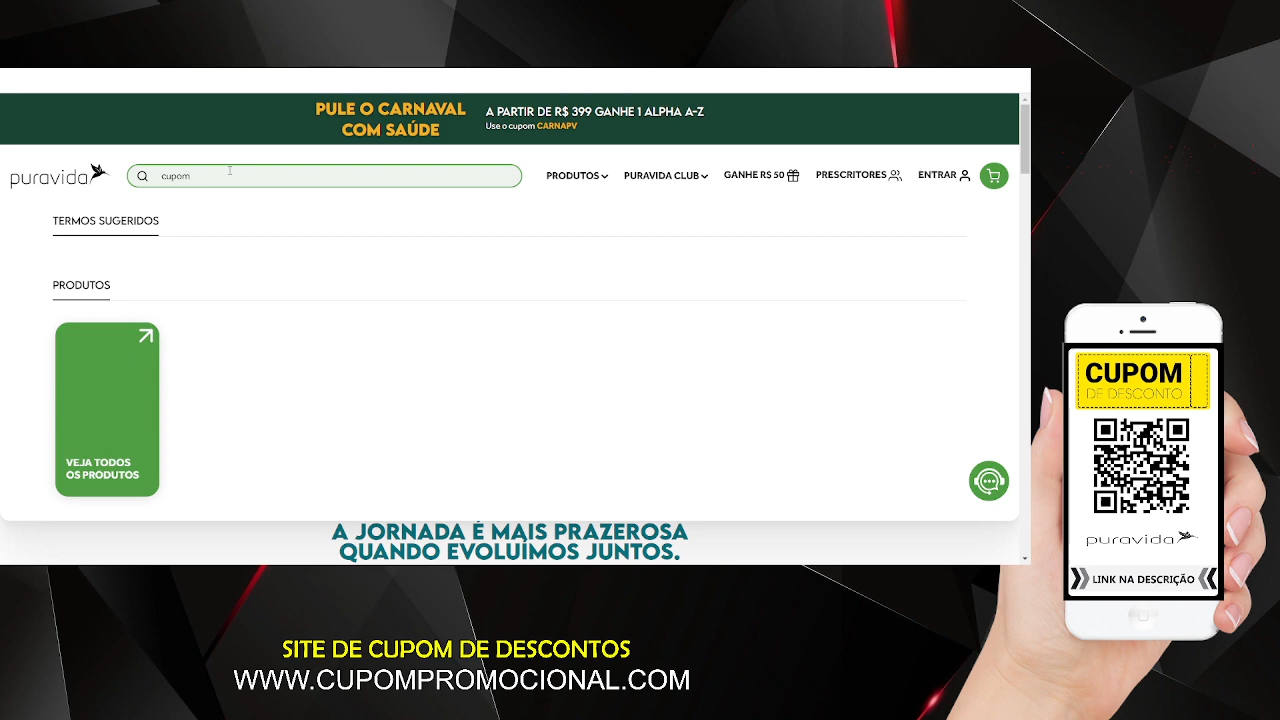 PULE O CARNAVAL
COM SAÚDE
A PARTIR DE R$ 399 GANHE 1 ALPHA A-Z
Use o cupom CARNAPV
puravida
cupom
PRODUTOS
PURAVIDA CLUB
GANHE R$ 50
PRESCRITORES
ENTRAR
TERMOS SUGERIDOS
PRODUTOS
VEJA TODOS
OS PRODUTOS
A JORNADA É MAIS PRAZEROSA
QUANDO EVOLUÍMOS JUNTOS.
CUPOM
DE DESCONTO
puravida
LINK NA DESCRIÇÃO
SITE DE CUPOM DE DESCONTOS
WWW.CUPOMPROMOCIONAL.COM